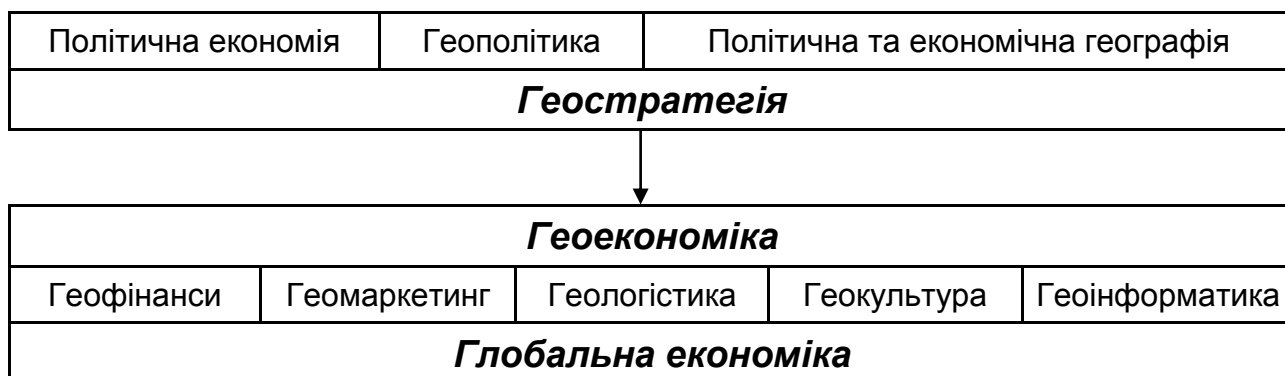 Політична економія Геополітика Політична та економічна географія
Геостратегія
Геоекономіка
Геофінанси Геомаркетинг Геологістика Геокультура Геоінформатика
Глобальна економіка